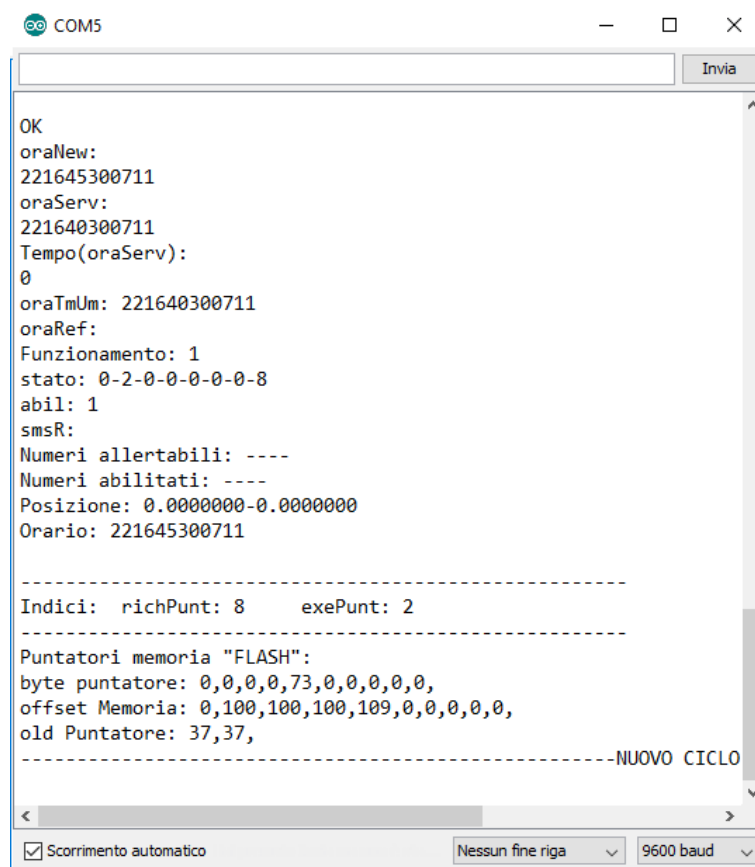 COM5
Invia
OK
oraNew:
221645300711
oraServ:
221640300711
Tempo(oraServ):
0
oraTmUm: 221640300711
oraRef:
Funzionamento: 1
stato: 0-2-0-0-0-0-0-8
abil: 1
smsR:
Numeri allertabili: ----
Numeri abilitati: ----
Posizione: 0.0000000-0.0000000
Orario: 221645300711
------------------------------------------------------
Indici:  richPunt: 8     exePunt: 2
------------------------------------------------------
Puntatori memoria "FLASH":
byte puntatore: 0,0,0,0,73,0,0,0,0,0,
offset Memoria: 0,100,100,100,109,0,0,0,0,0,
old Puntatore: 37,37,
-----------------------------------------------------NUOVO CICLO
Scorrimento automatico Nessun fine riga 9600 baud